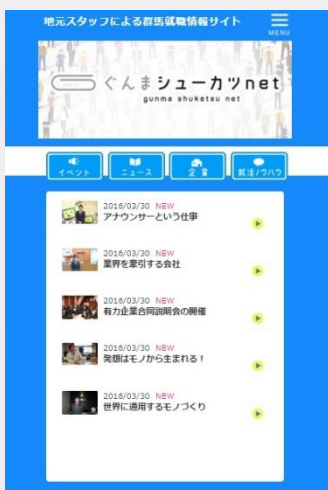 地元スタッフによる群馬就職情報サイト
MENU
ぐんまシューカツnet
gunma shukatsu net
イベント
ニュース
企業
就活ノウハウ
2016/03/30 NEW
アナウンサーという仕事
2016/03/30 NEW
業界を牽引する会社
2016/03/30 NEW
有力企業合同説明会の開催
2016/03/30 NEW
発想はモノから生まれる!
2016/03/30 NEW
世界に通用するモノづくり